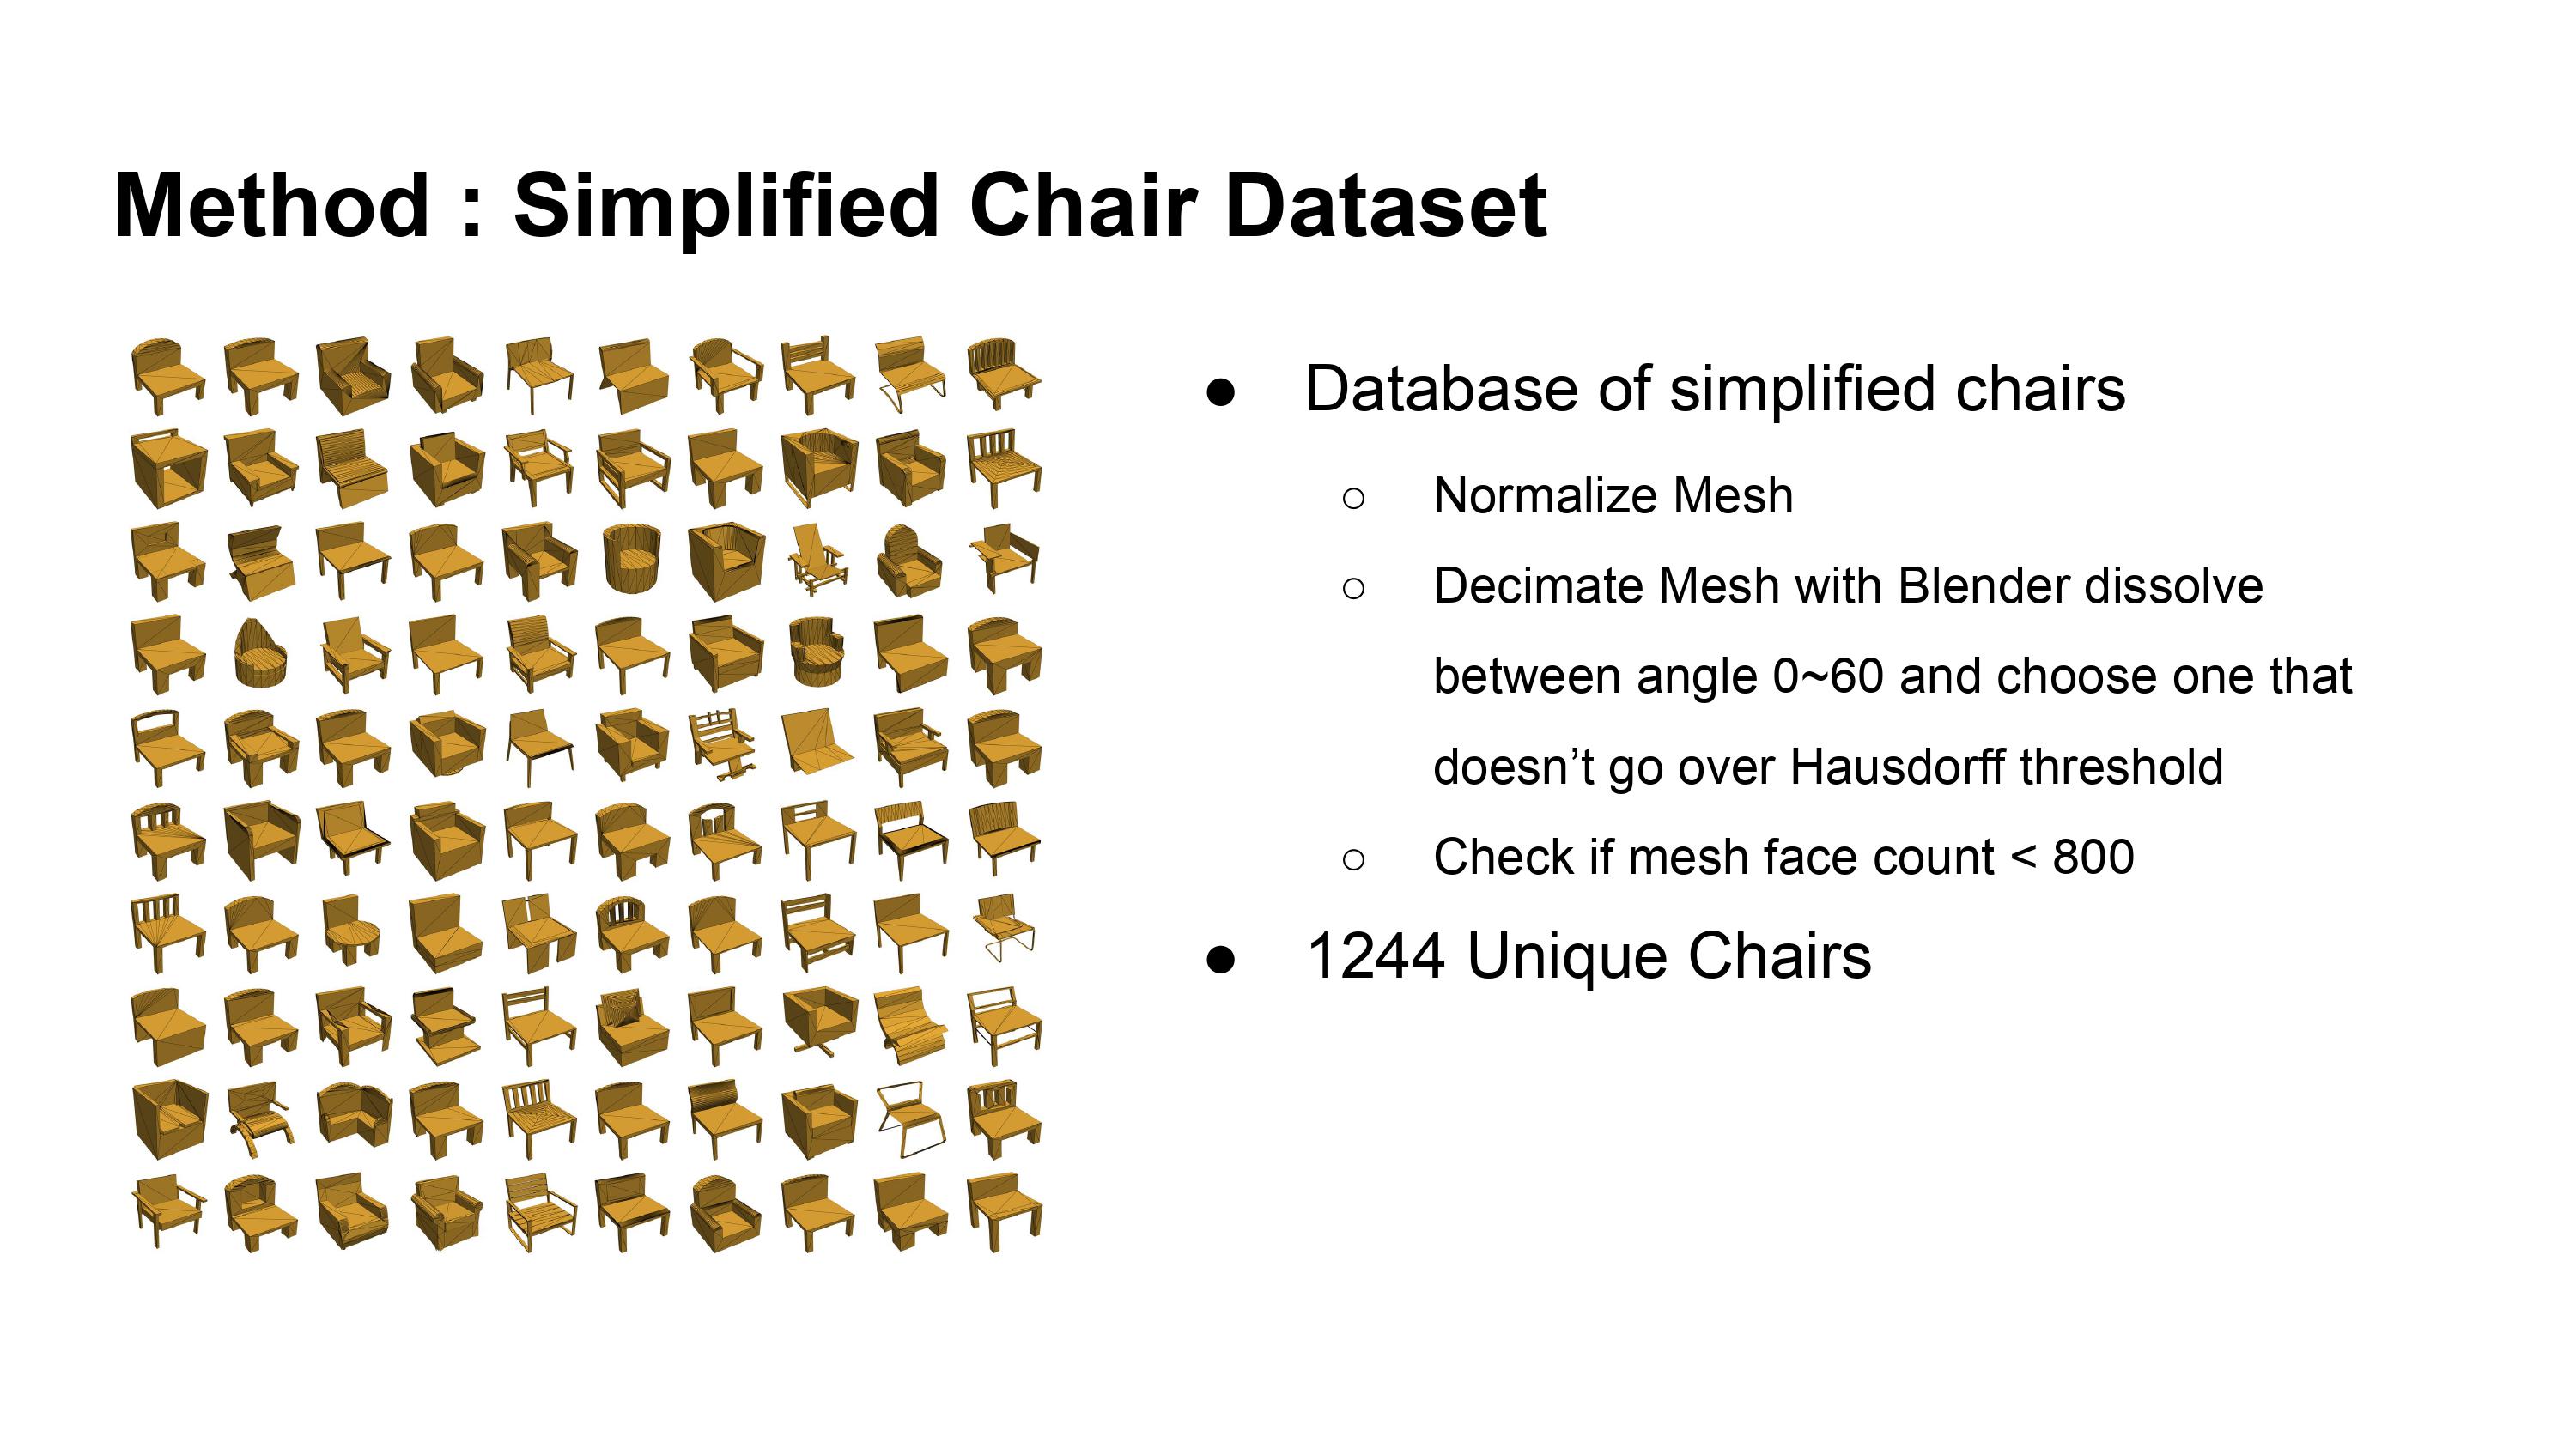 Method : Simplified Chair Dataset
● Database of simplified chairs
○ Normalize Mesh
○ Decimate Mesh with Blender dissolve
between angle 0~60 and choose one that
doesn’t go over Hausdorff threshold
○ Check if mesh face count < 800
● 1244 Unique Chairs